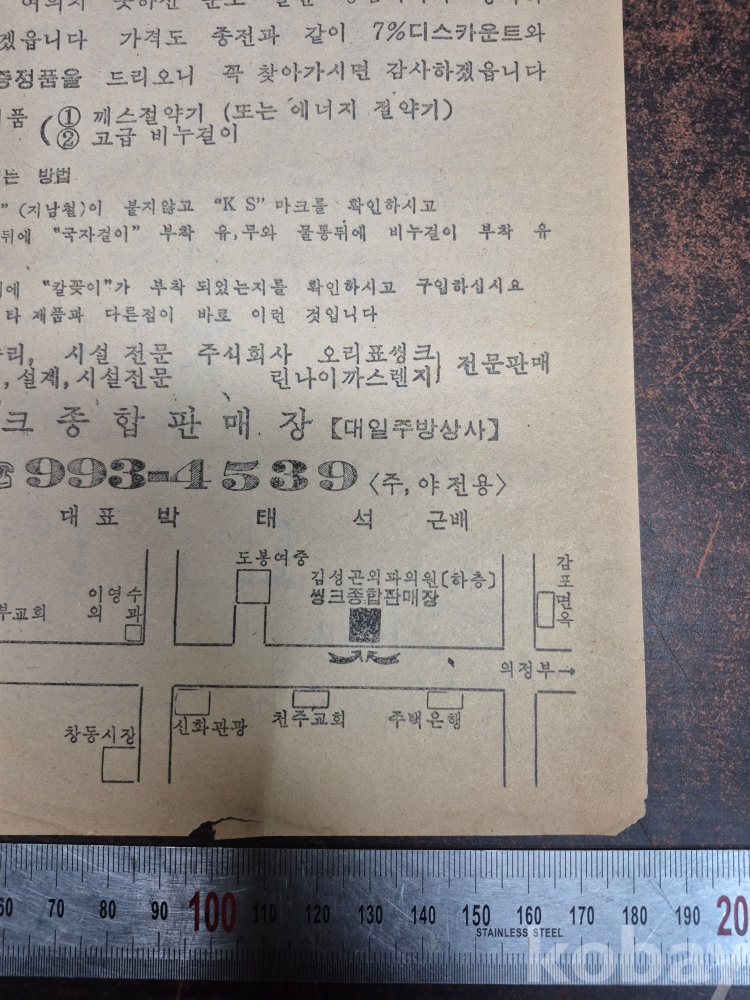 겠읍니다 가격도 종전과 같이 7%디스카운트와
증정품을 드리오니 꼭 찾아가시면 감사하겠읍니다
품 (① 깨스절약기 (또는 에너지 절약기)
② 고급 비누걸이
는 방법
” (지남철)이 붙지않고 “K S” 마크를 확인하시고
뒤에 “국자걸이” 부착 유,무와 물통뒤에 비누걸이 부착 유
에 “칼꽂이”가 부착 되었는지를 확인하시고 구입하십시요
타 제품과 다른점이 바로 이런 것입니다
리, 시설 전문 주식회사 오리표씽크
전문판매
,설계,시설전문 린나이까스렌지
크 종 합 판 매 장 【대일주방상사】
☎993-4539 〈주,야 전용〉
대 표 박 태 석 근배
도봉여중
김성곤외과의원〔하층〕
씽크종합판매장
감포면옥
이영수
외 과
부교회
의정부→
신화관광
천주교회
주택은행
창동시장
60 70 80 90 100 110 120 130 140 150 160 170 180 190 20
STAINLESS STEEL
kobay